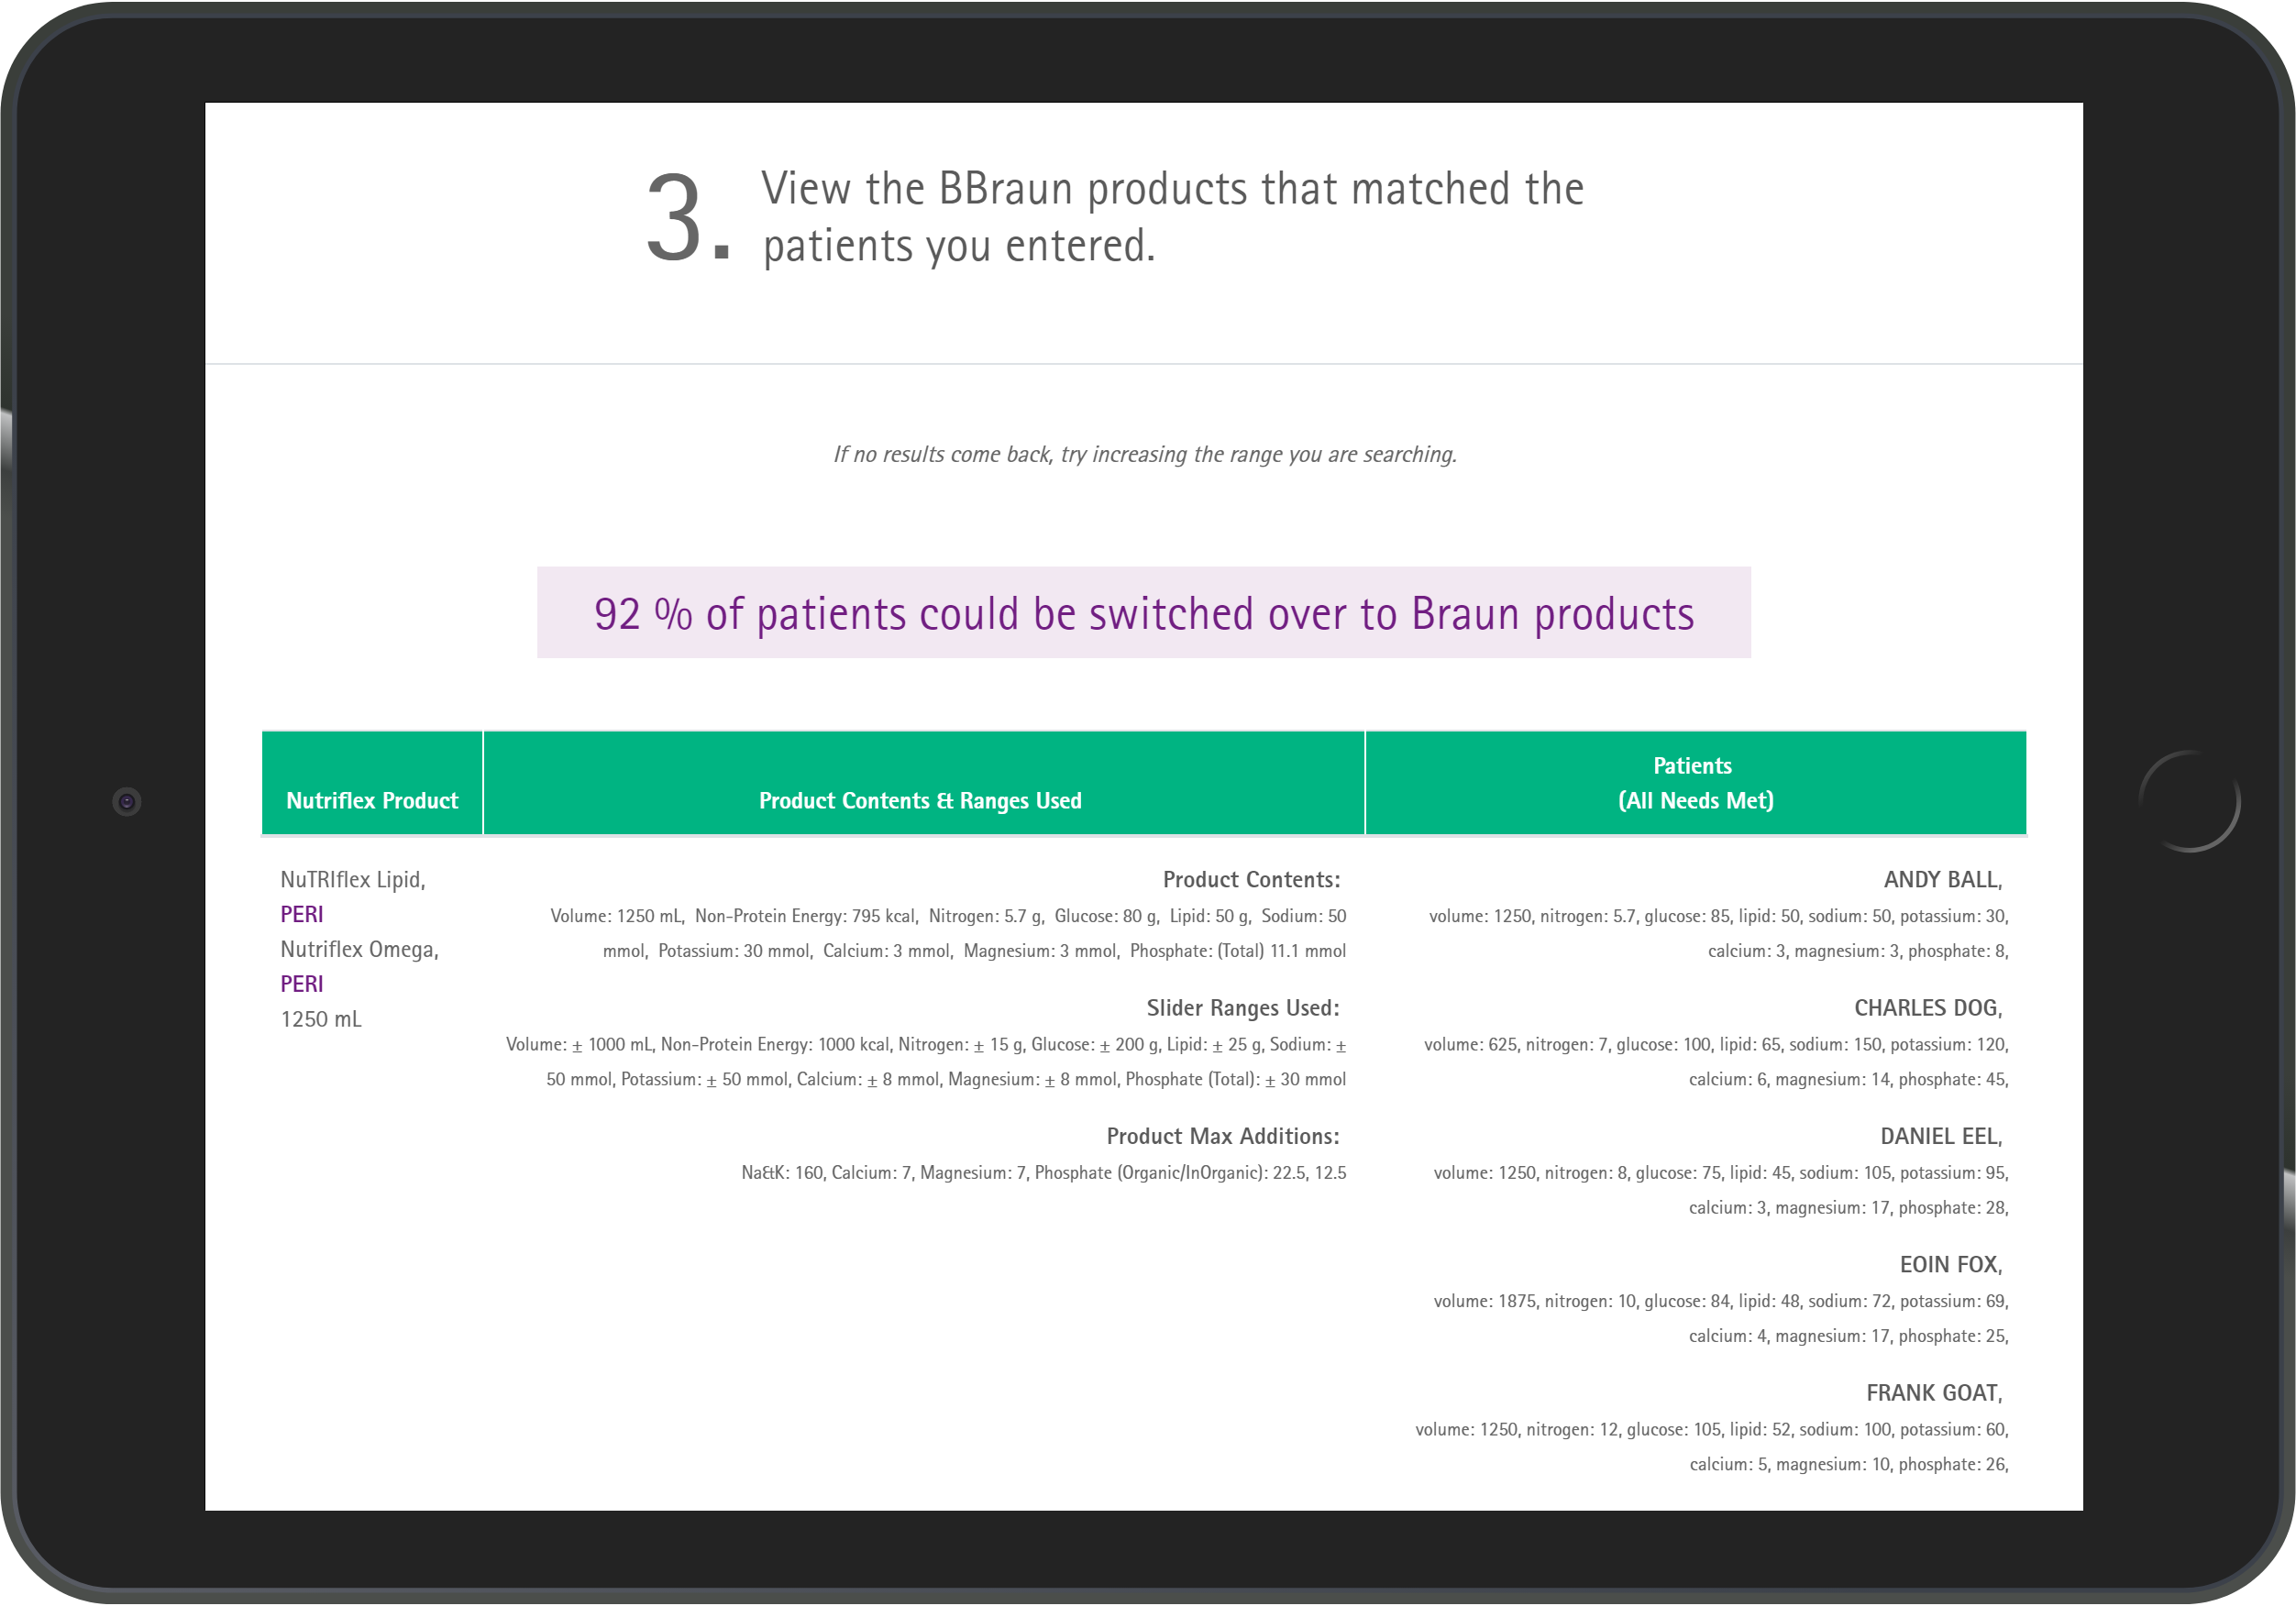 3. View the BBraun products that matched the
patients you entered.
If no results come back, try increasing the range you are searching.
92 % of patients could be switched over to Braun products
Nutriflex Product
Product Contents & Ranges Used
Patients
(All Needs Met)
NuTRIflex Lipid,
PERI
Nutriflex Omega,
PERI
1250 mL
Product Contents:
Volume: 1250 mL, Non-Protein Energy: 795 kcal, Nitrogen: 5.7 g, Glucose: 80 g, Lipid: 50 g, Sodium: 50
mmol, Potassium: 30 mmol, Calcium: 3 mmol, Magnesium: 3 mmol, Phosphate: (Total) 11.1 mmol
Slider Ranges Used:
Volume: ± 1000 mL, Non-Protein Energy: 1000 kcal, Nitrogen: ± 15 g, Glucose: ± 200 g, Lipid: ± 25 g, Sodium: ±
50 mmol, Potassium: ± 50 mmol, Calcium: ± 8 mmol, Magnesium: ± 8 mmol, Phosphate (Total): ± 30 mmol
Product Max Additions:
Na&K: 160, Calcium: 7, Magnesium: 7, Phosphate (Organic/InOrganic): 22.5, 12.5
ANDY BALL,
volume: 1250, nitrogen: 5.7, glucose: 85, lipid: 50, sodium: 50, potassium: 30,
calcium: 3, magnesium: 3, phosphate: 8,
CHARLES DOG,
volume: 625, nitrogen: 7, glucose: 100, lipid: 65, sodium: 150, potassium: 120,
calcium: 6, magnesium: 14, phosphate: 45,
DANIEL EEL,
volume: 1250, nitrogen: 8, glucose: 75, lipid: 45, sodium: 105, potassium: 95,
calcium: 3, magnesium: 17, phosphate: 28,
EOIN FOX,
volume: 1875, nitrogen: 10, glucose: 84, lipid: 48, sodium: 72, potassium: 69,
calcium: 4, magnesium: 17, phosphate: 25,
FRANK GOAT,
volume: 1250, nitrogen: 12, glucose: 105, lipid: 52, sodium: 100, potassium: 60,
calcium: 5, magnesium: 10, phosphate: 26,